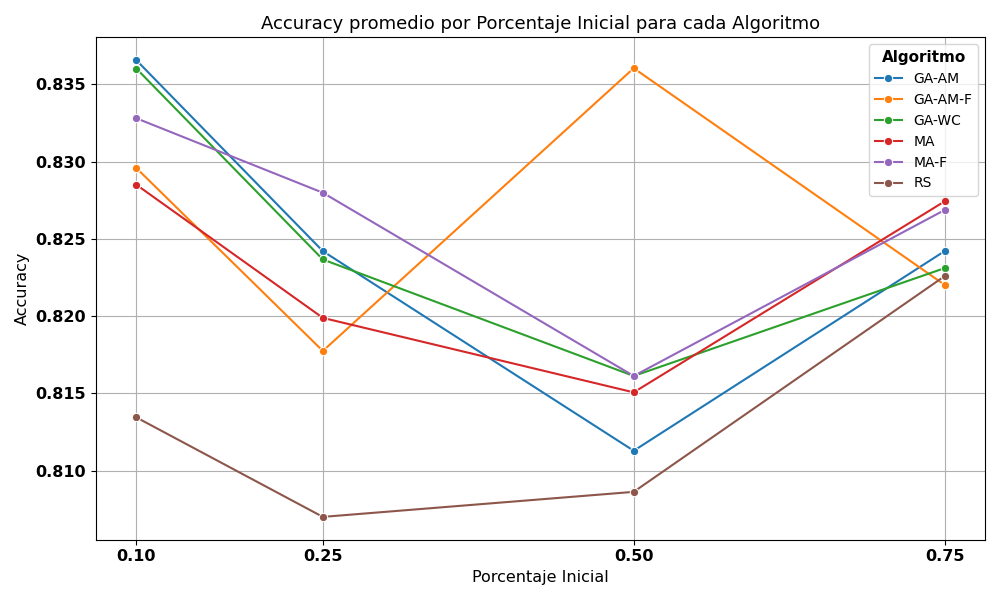 Accuracy promedio por Porcentaje Inicial para cada Algoritmo
Accuracy
0.835
0.830
0.825
0.820
0.815
0.810
0.10
0.25
0.50
0.75
Porcentaje Inicial
Algoritmo
GA-AM
GA-AM-F
GA-WC
MA
MA-F
RS